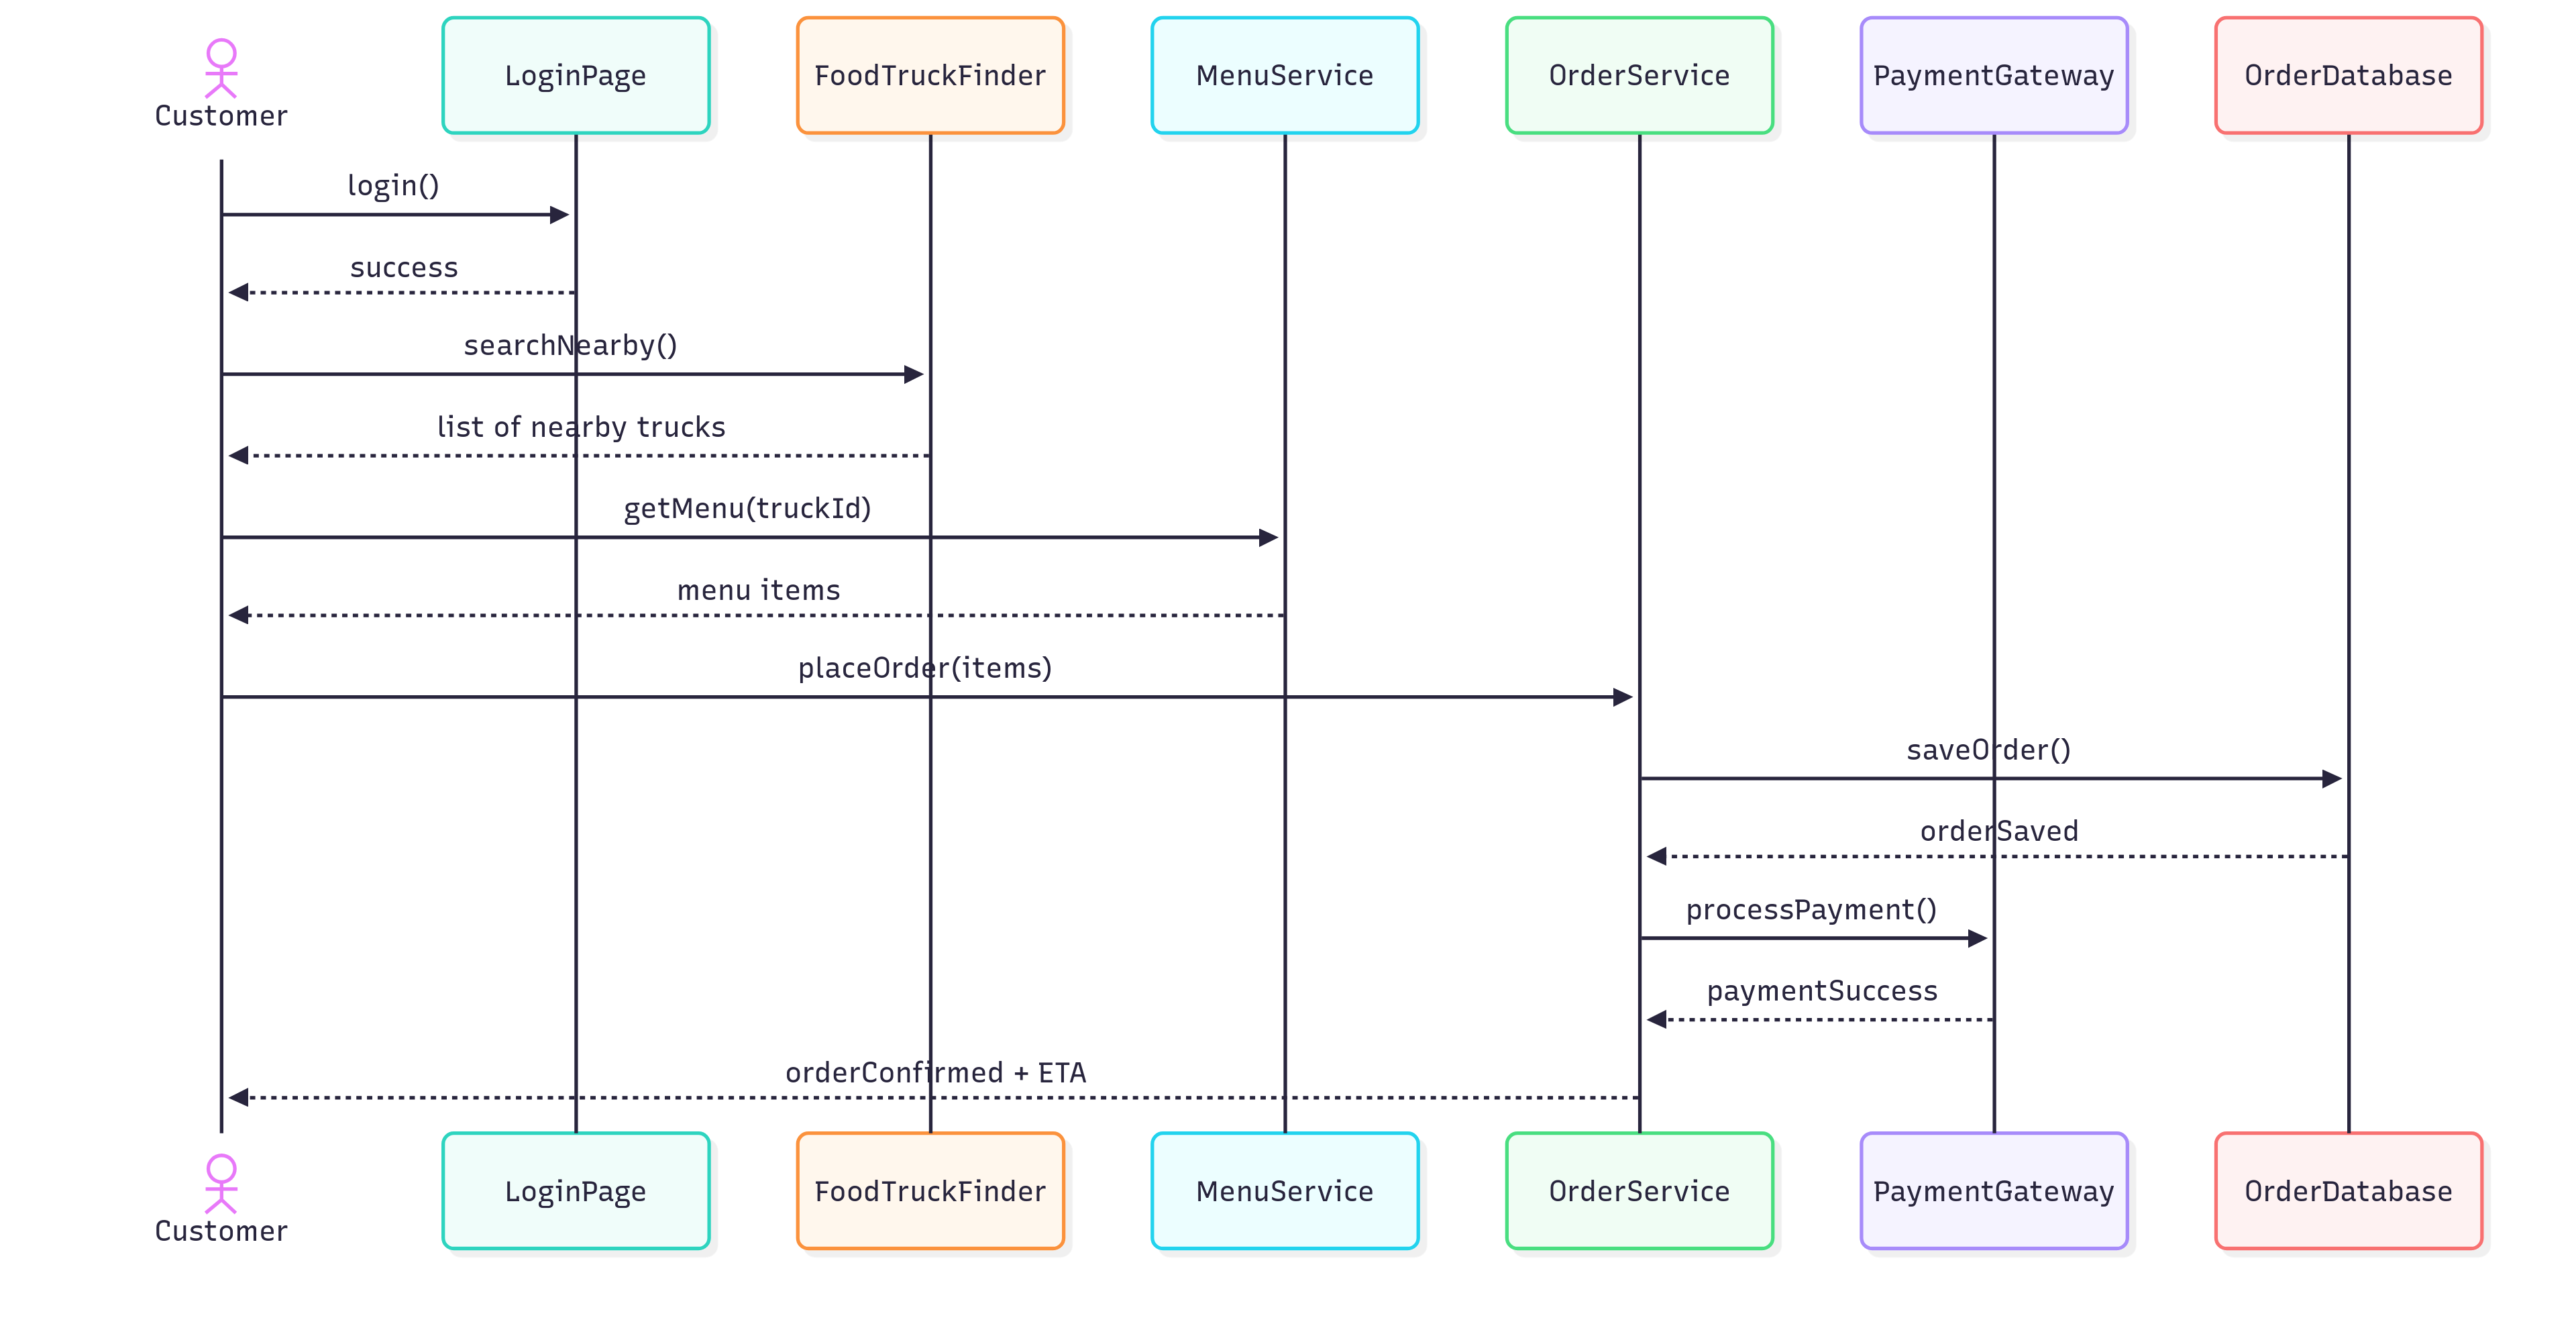 Customer
LoginPage
FoodTruckFinder
MenuService
OrderService
PaymentGateway
OrderDatabase
login()
success
searchNearby()
list of nearby trucks
getMenu(truckId)
menu items
placeOrder(items)
saveOrder()
orderSaved
processPayment()
paymentSuccess
orderConfirmed + ETA
Customer
LoginPage
FoodTruckFinder
MenuService
OrderService
PaymentGateway
OrderDatabase